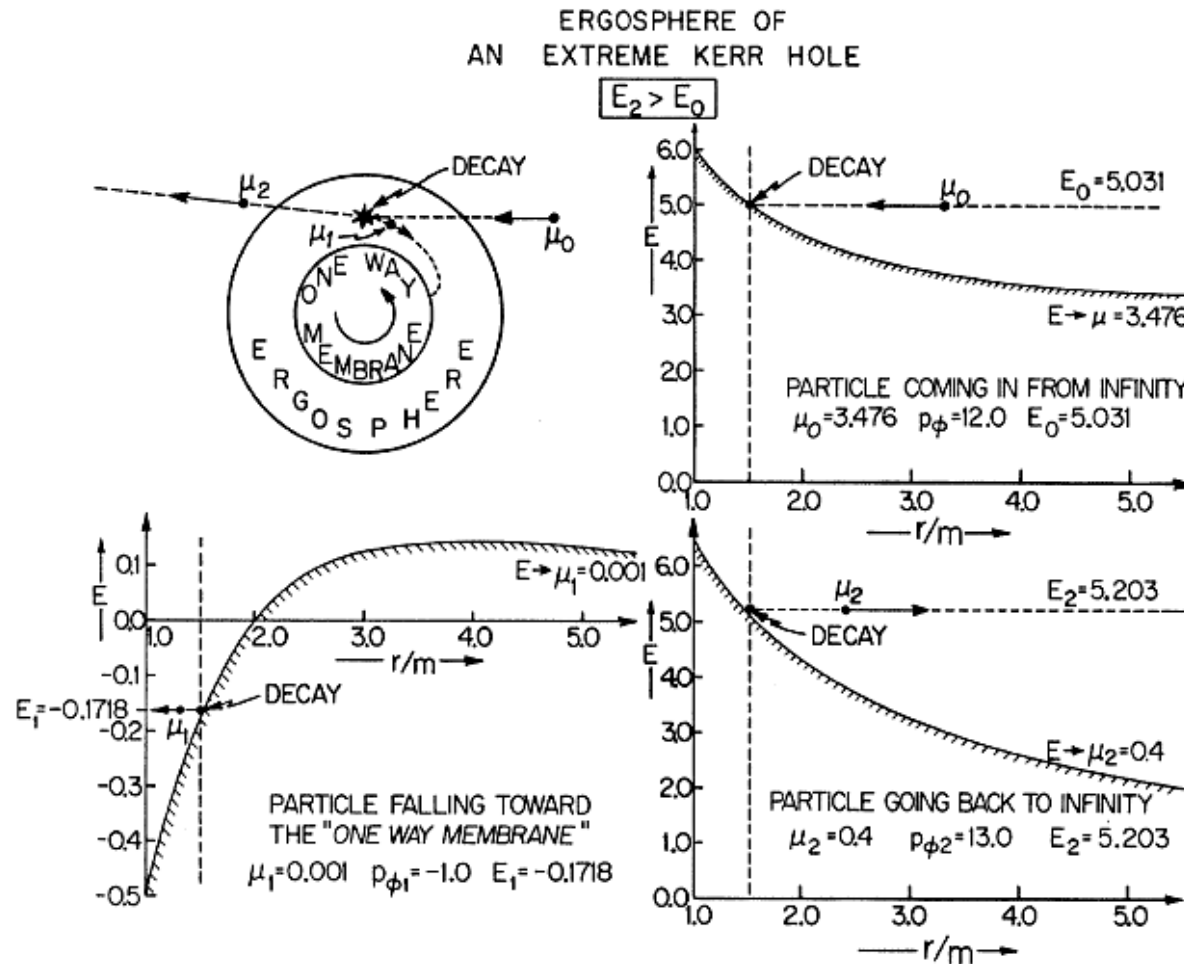 ERGOSPHERE OF
AN EXTREME KERR HOLE
E₂ > E₀
DECAY
μ₂
μ₁
μ₀
ONE WAY MEMBRANE
ERGOSPHERE
6.0
5.0
4.0
3.0
2.0
1.0
0.0
E
DECAY
μ₀
E₀=5.031
E→μ=3.476
PARTICLE COMING IN FROM INFINITY
μ₀=3.476 pϕ=12.0 E₀=5.031
1.0 2.0 3.0 4.0 5.0
r/m
0.1
0.0
-0.1
-0.2
-0.3
-0.4
-0.5
E
E→μ₁=0.001
1.0 2.0 3.0 4.0 5.0
r/m
DECAY
E₁=-0.1718
μ₁
PARTICLE FALLING TOWARD
THE "ONE WAY MEMBRANE"
μ₁=0.001 pϕ₁=-1.0 E₁=-0.1718
6.0
5.0
4.0
3.0
2.0
1.0
0.0
E
μ₂
E₂=5.203
DECAY
E→μ₂=0.4
PARTICLE GOING BACK TO INFINITY
μ₂=0.4 pϕ₂=13.0 E₂=5.203
1.0 2.0 3.0 4.0 5.0
r/m